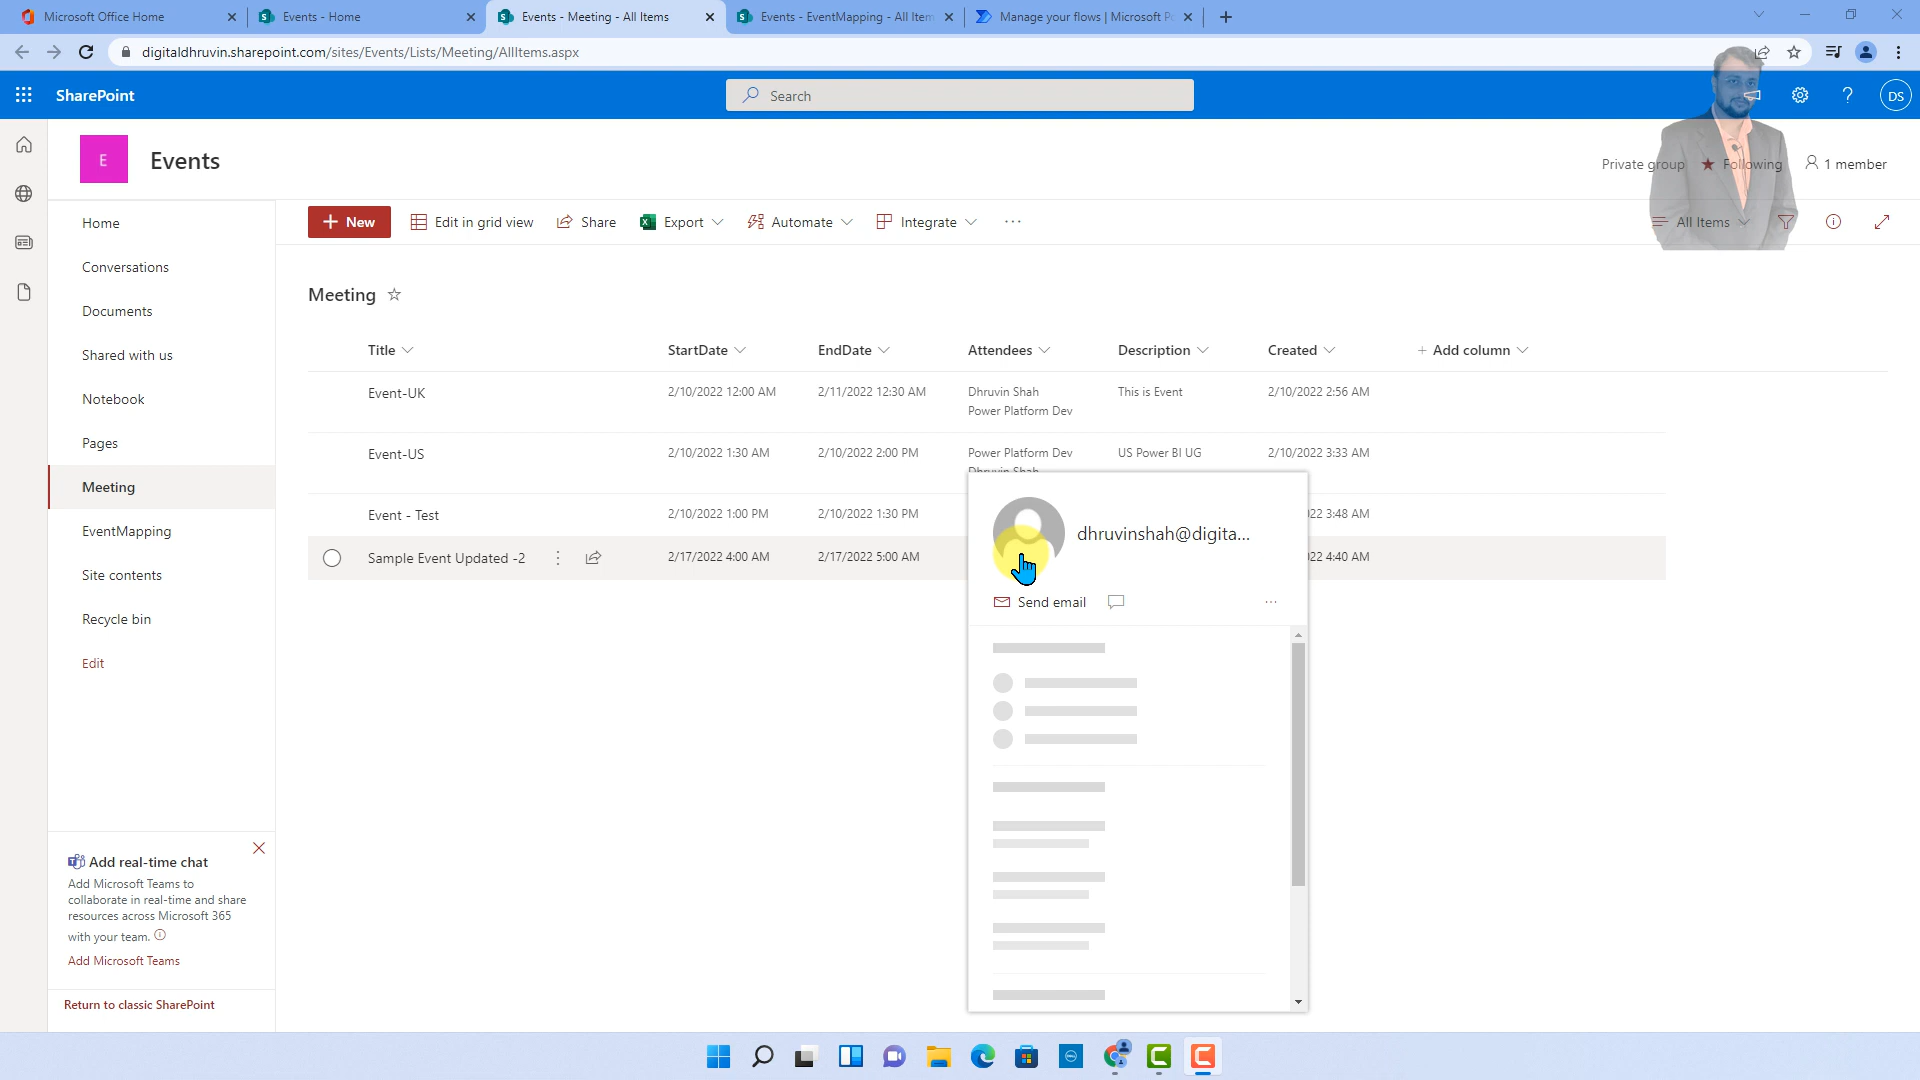 Microsoft Office Home
Events - Home
Events - Meeting - All Items
Events - EventMapping - All Item
Manage your flows | Microsoft P
digitaldhruvin.sharepoint.com/sites/Events/Lists/Meeting/AllItems.aspx
SharePoint
Search
DS
E
Events
Private group
Following
1 member
Home
Conversations
Documents
Shared with us
Notebook
Pages
Meeting
EventMapping
Site contents
Recycle bin
Edit
New
Edit in grid view
Share
Export
Automate
Integrate
All Items
Meeting
Title
StartDate
EndDate
Attendees
Description
Created
Add column
Event-UK
2/10/2022 12:00 AM
2/11/2022 12:30 AM
Dhruvin Shah
Power Platform Dev
This is Event
2/10/2022 2:56 AM
Event-US
2/10/2022 1:30 AM
2/10/2022 2:00 PM
Power Platform Dev
Dhruvin Shah
US Power BI UG
2/10/2022 3:33 AM
Event - Test
2/10/2022 1:00 PM
2/10/2022 1:30 PM
22 3:48 AM
Sample Event Updated -2
2/17/2022 4:00 AM
2/17/2022 5:00 AM
22 4:40 AM
dhruvinshah@digita...
Send email
Add real-time chat
Add Microsoft Teams to
collaborate in real-time and share
resources across Microsoft 365
with your team.
Add Microsoft Teams
Return to classic SharePoint